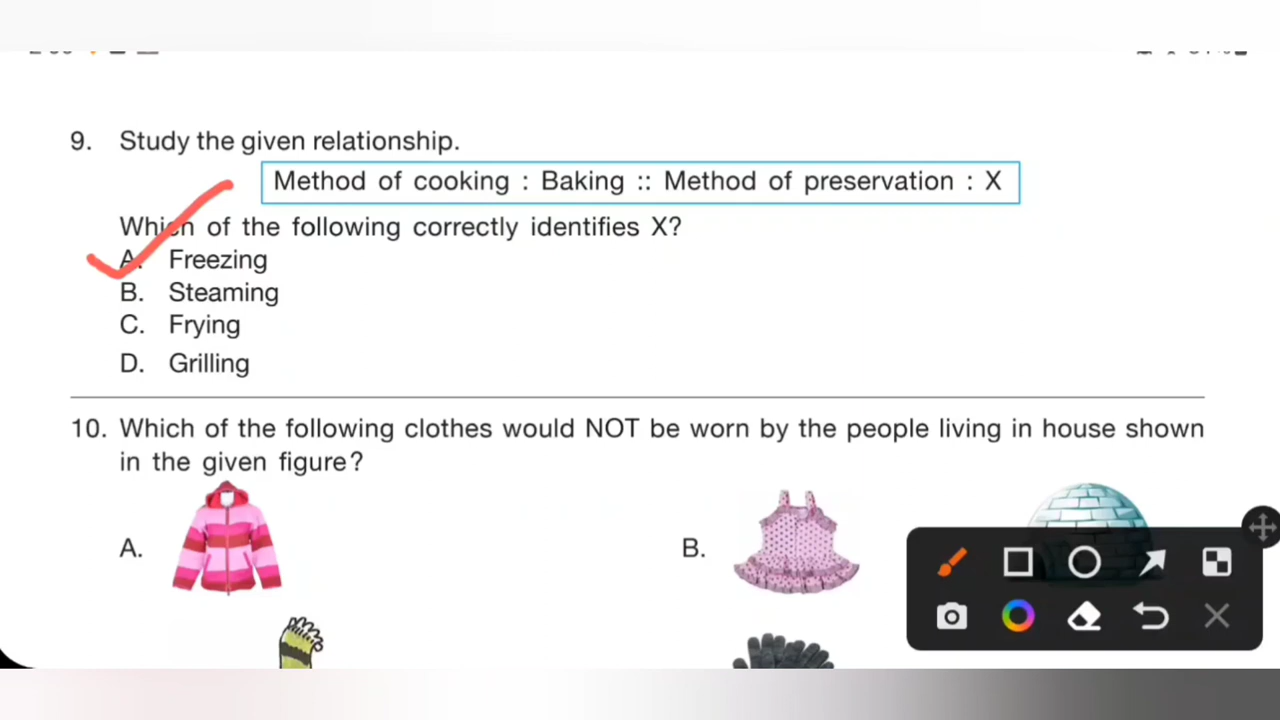 9. Study the given relationship.
Method of cooking : Baking :: Method of preservation : X
Which of the following correctly identifies X?
A. Freezing
B. Steaming
C. Frying
D. Grilling
10. Which of the following clothes would NOT be worn by the people living in house shown
in the given figure?
A.
B.